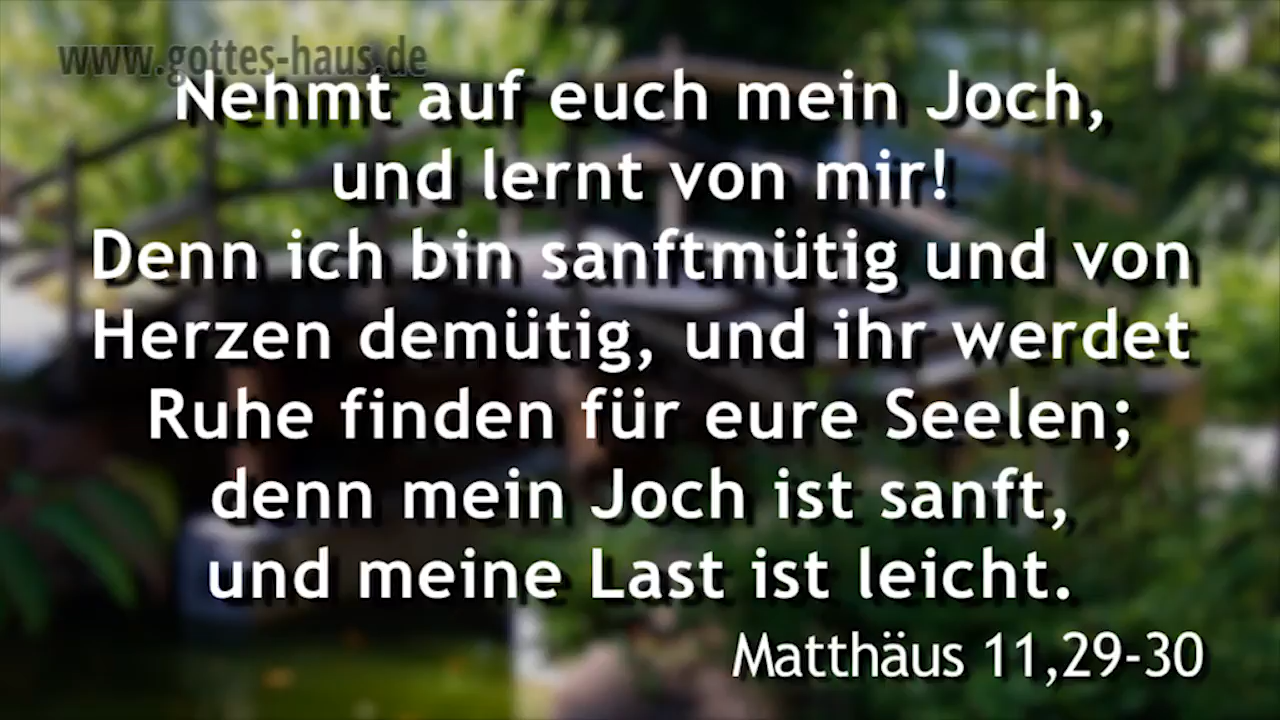 www.gottes-haus.de
Nehmt auf euch mein Joch,
und lernt von mir!
Denn ich bin sanftmütig und von
Herzen demütig, und ihr werdet
Ruhe finden für eure Seelen;
denn mein Joch ist sanft,
und meine Last ist leicht.
Matthäus 11,29-30